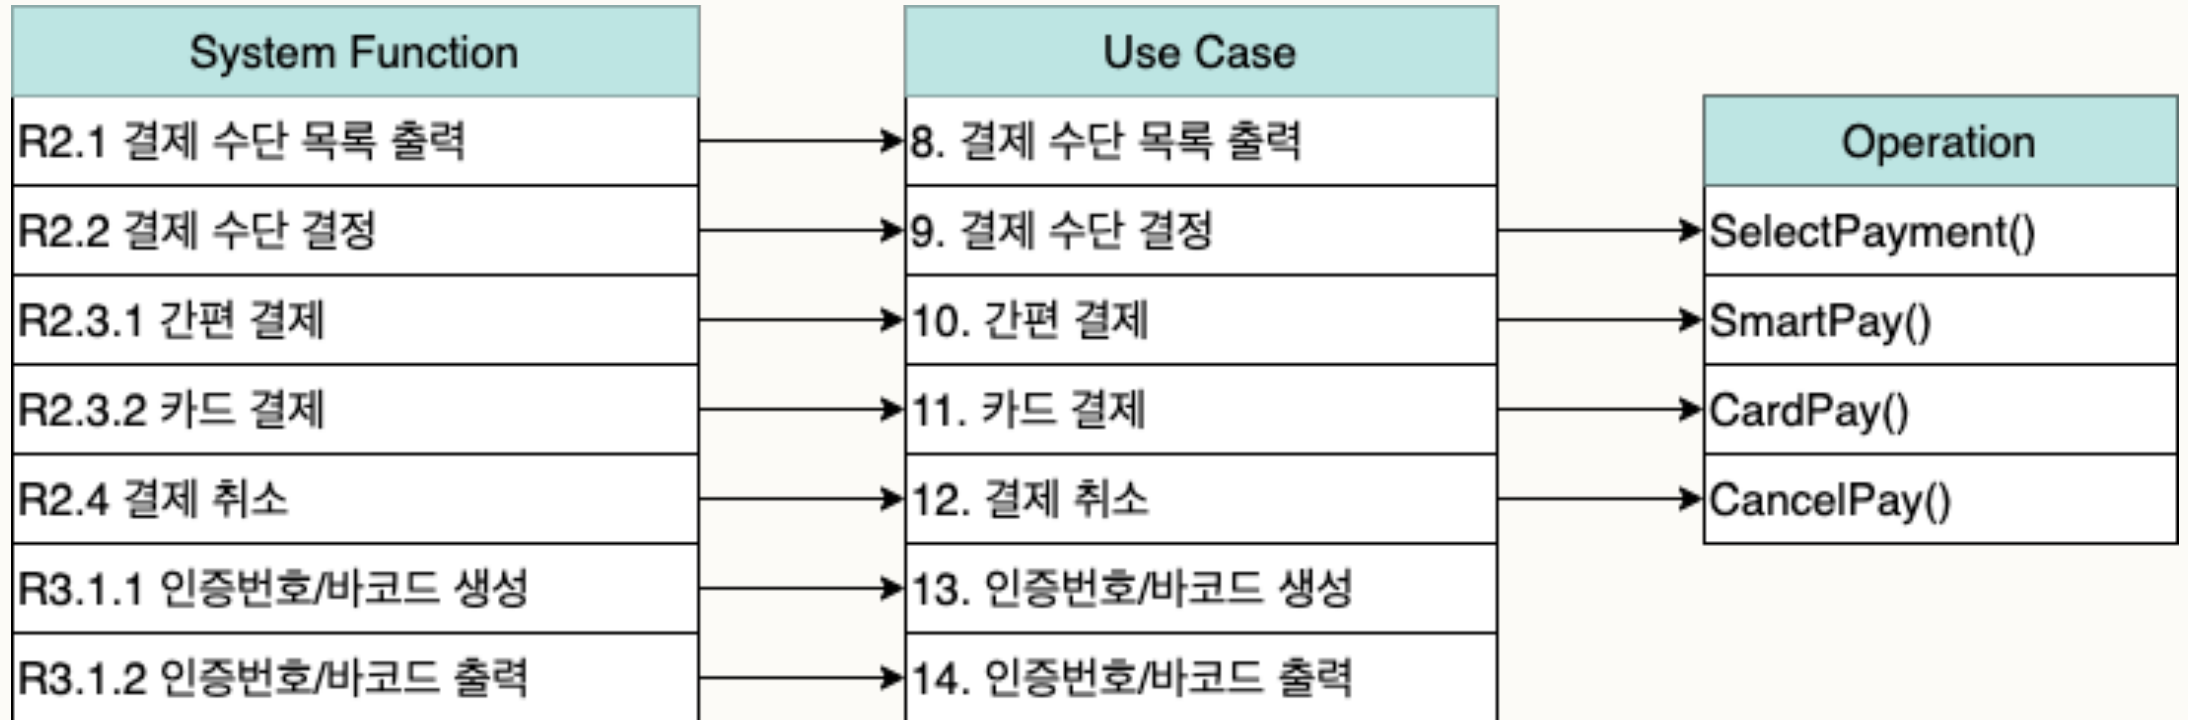 System Function
R2.1 결제 수단 목록 출력
R2.2 결제 수단 결정
R2.3.1 간편 결제
R2.3.2 카드 결제
R2.4 결제 취소
R3.1.1 인증번호/바코드 생성
R3.1.2 인증번호/바코드 출력
Use Case
8. 결제 수단 목록 출력
9. 결제 수단 결정
10. 간편 결제
11. 카드 결제
12. 결제 취소
13. 인증번호/바코드 생성
14. 인증번호/바코드 출력
Operation
SelectPayment()
SmartPay()
CardPay()
CancelPay()